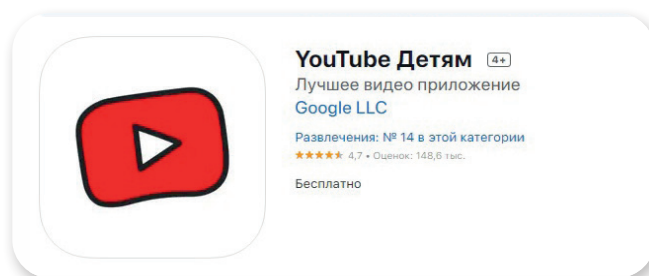 YouTube Детям 4+
Лучшее видео приложение
Google LLC
Развлечения: № 14 в этой категории
★★★★★ 4,7 • Оценок: 148,6 тыс.
Бесплатно